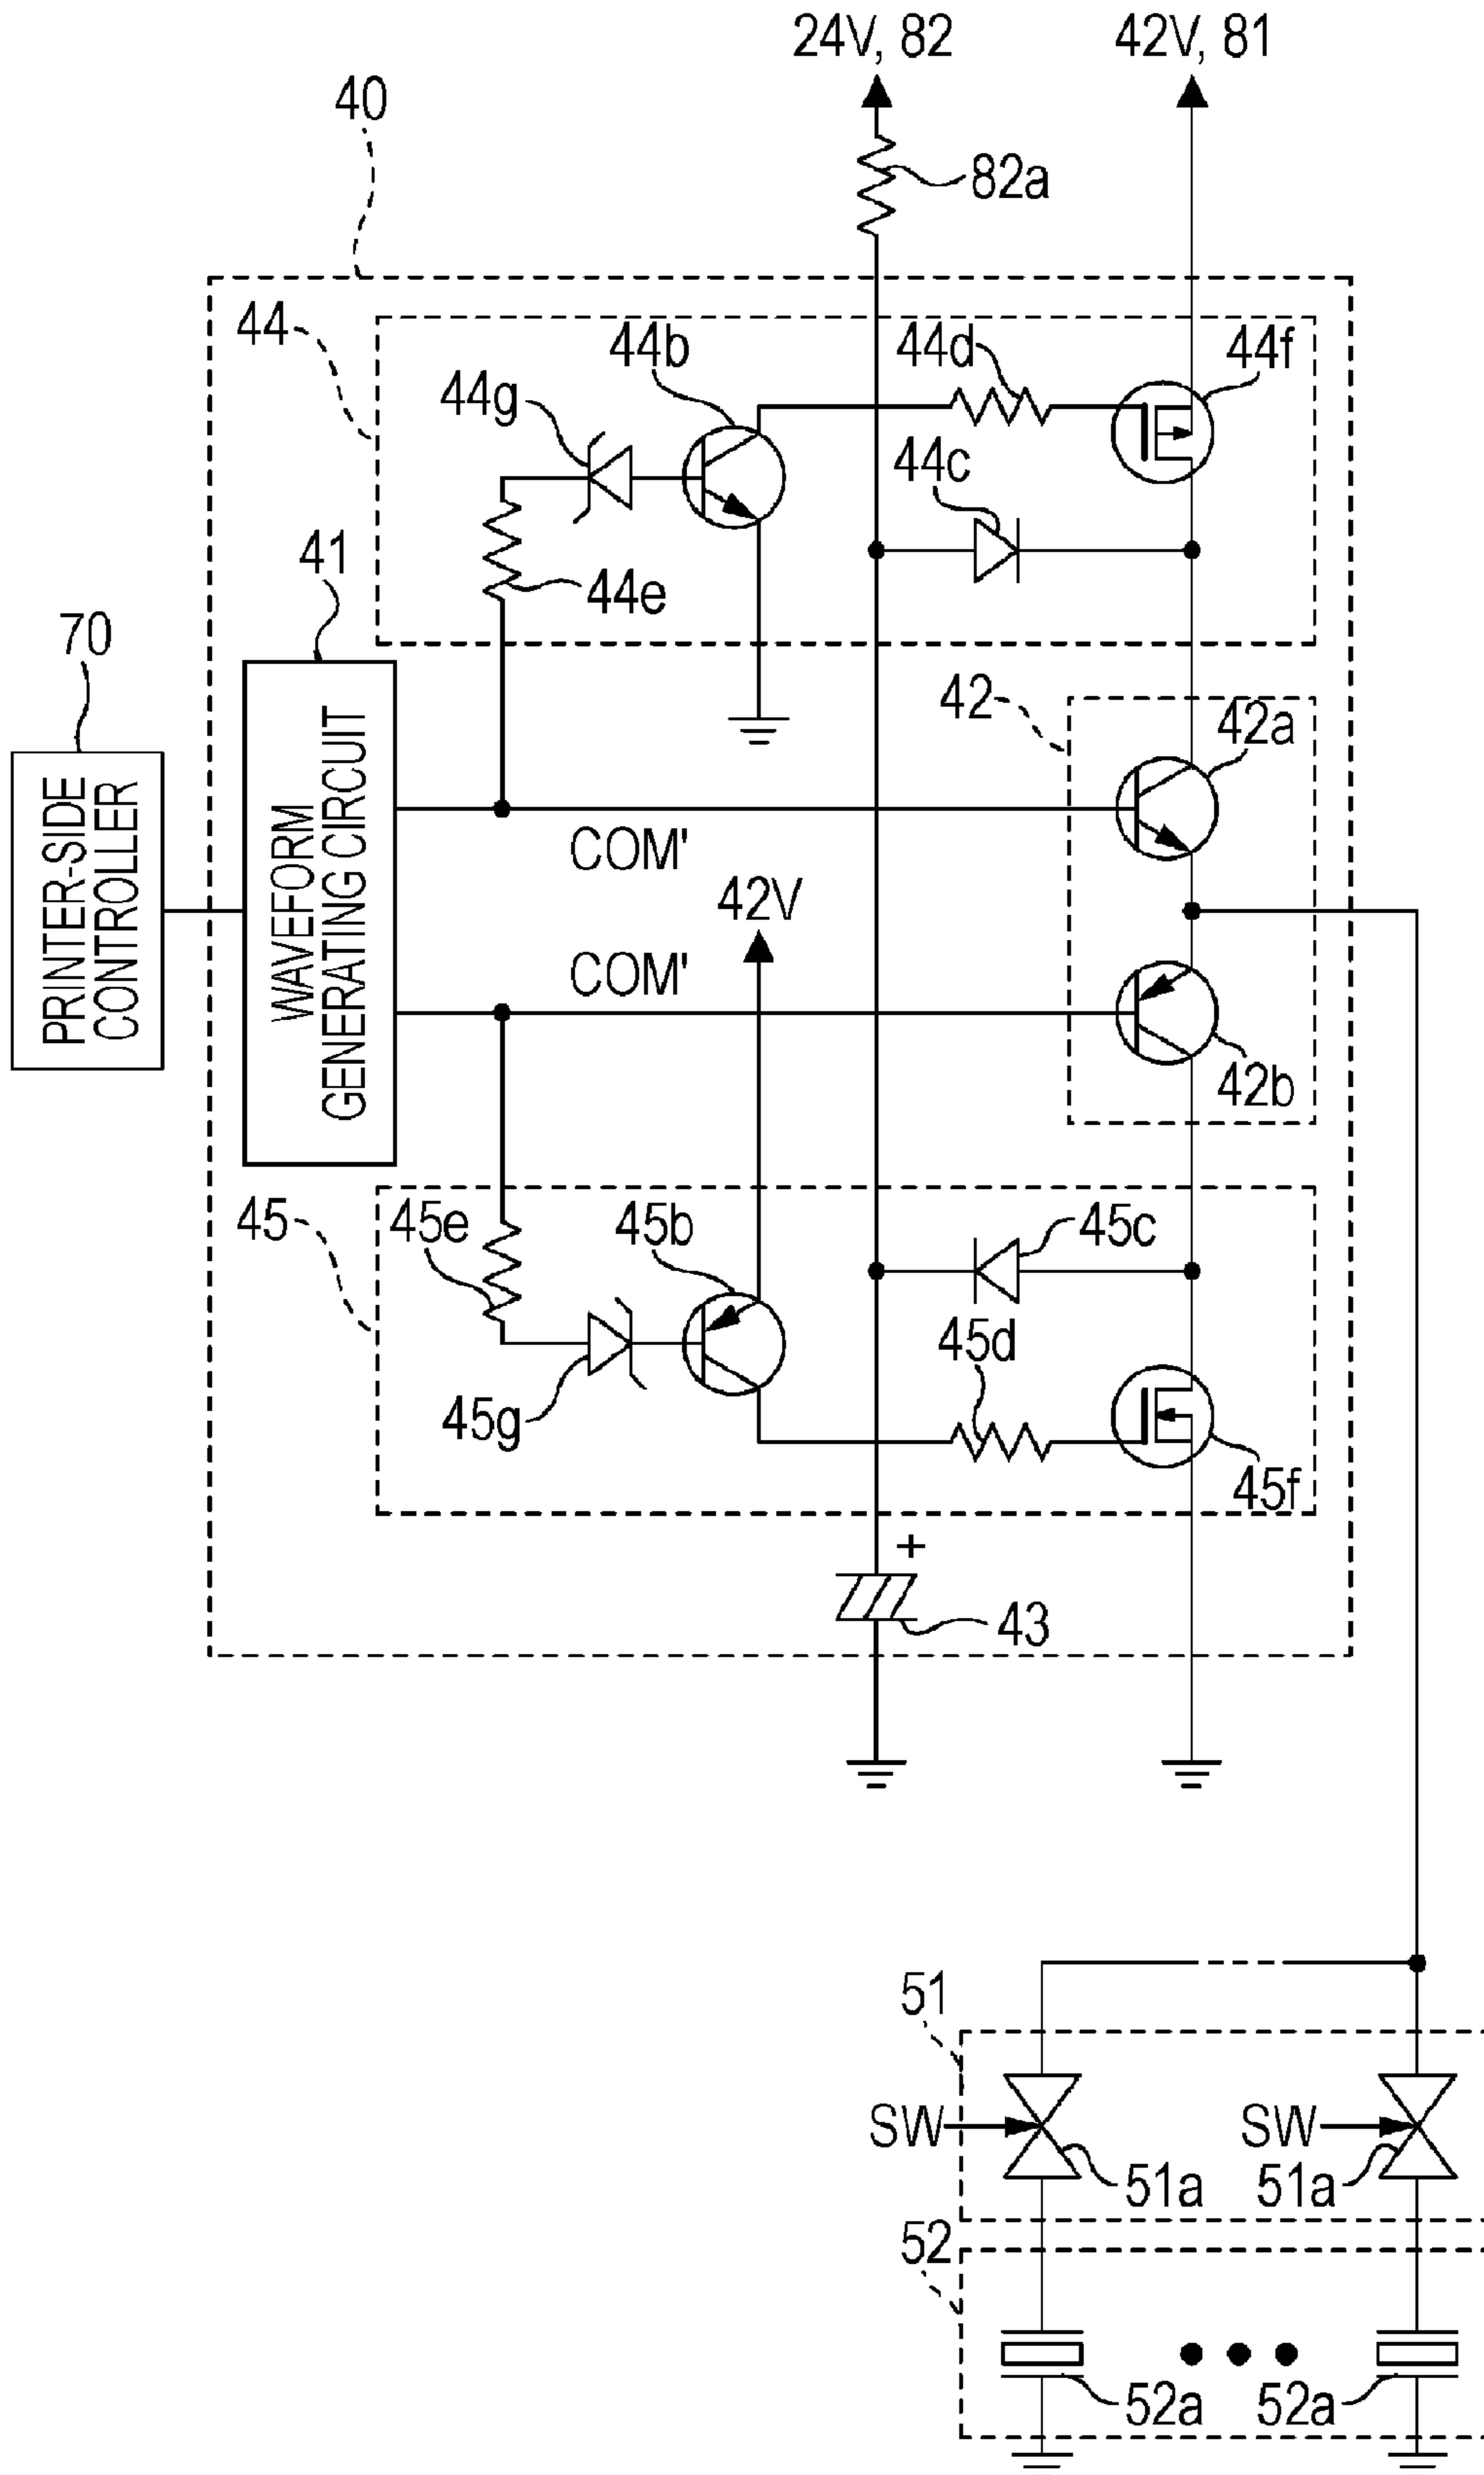 24V, 82
42V, 81
40
82a
44
44b
44d
44f
44g
44c
44e
41
70
42
42a
PRINTER-SIDE
CONTROLLER
WAVEFORM
GENERATING CIRCUIT
COM'
42V
COM'
42b
45
45e
45b
45c
45d
45g
45f
+
43
51
SW
SW
51a
51a
52
52a
52a